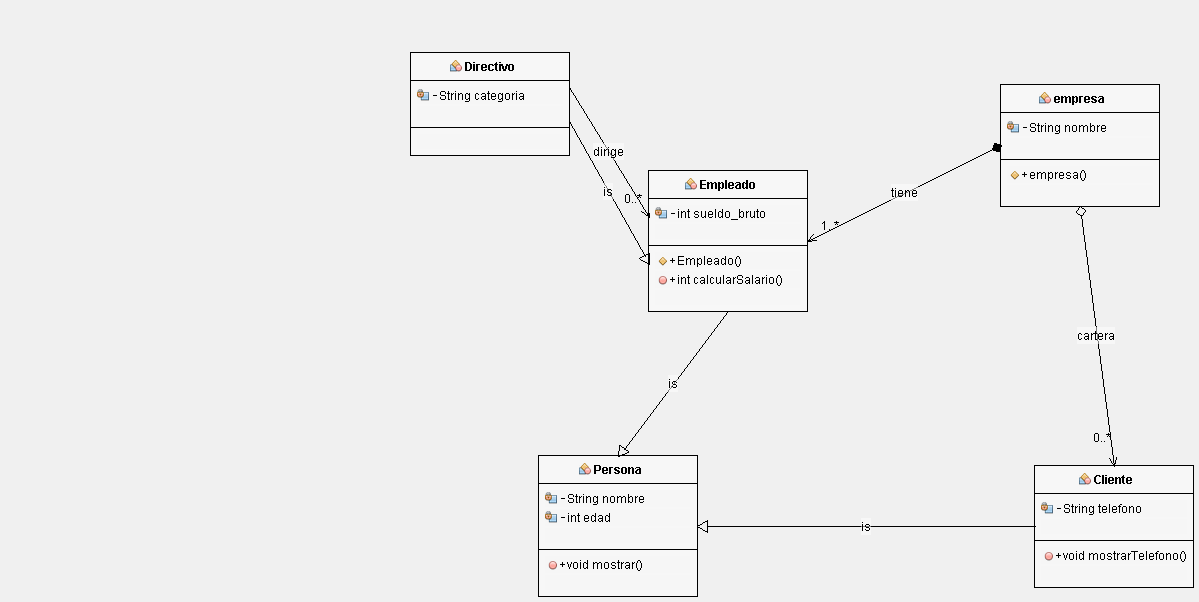 Directivo
- String categoria
empresa
- String nombre
+ empresa()
dirige
is
0..*
Empleado
- int sueldo_bruto
+ Empleado()
+ int calcularSalario()
tiene
1..*
cartera
0..*
is
Persona
- String nombre
- int edad
+ void mostrar()
is
Cliente
- String telefono
+ void mostrarTelefono()